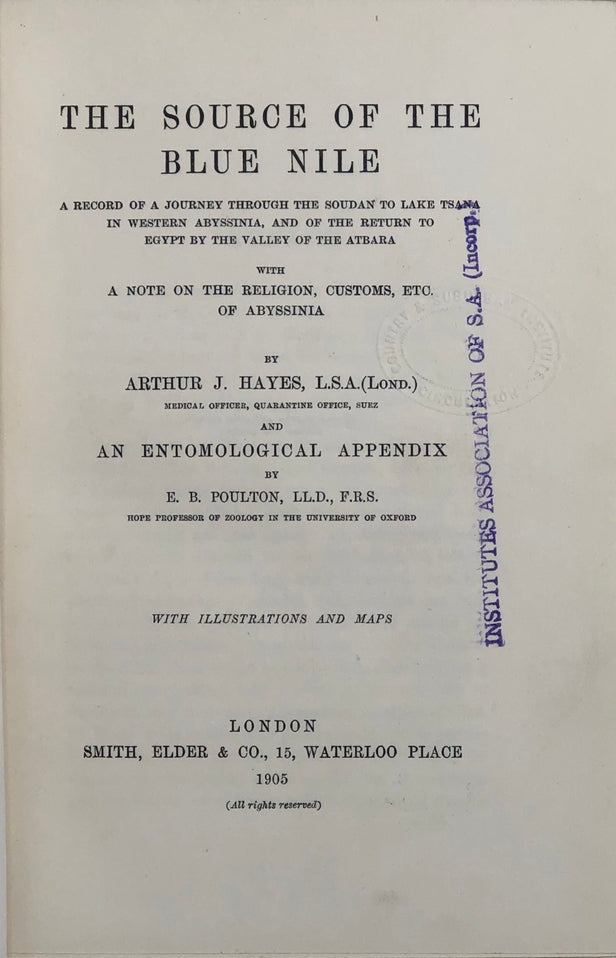 THE SOURCE OF THE
BLUE NILE
A RECORD OF A JOURNEY THROUGH THE SOUDAN TO LAKE TSANA
IN WESTERN ABYSSINIA, AND OF THE RETURN TO
EGYPT BY THE VALLEY OF THE ATBARA
WITH
A NOTE ON THE RELIGION, CUSTOMS, ETC.
OF ABYSSINIA
BY
ARTHUR J. HAYES, L.S.A.(LOND.)
MEDICAL OFFICER, QUARANTINE OFFICE, SUEZ
AND
AN ENTOMOLOGICAL APPENDIX
BY
E. B. POULTON, LL.D., F.R.S.
HOPE PROFESSOR OF ZOOLOGY IN THE UNIVERSITY OF OXFORD
WITH ILLUSTRATIONS AND MAPS
LONDON
SMITH, ELDER & CO., 15, WATERLOO PLACE
1905
(All rights reserved)
INSTITUTES ASSOCIATION OF S.A. (Incorp.)